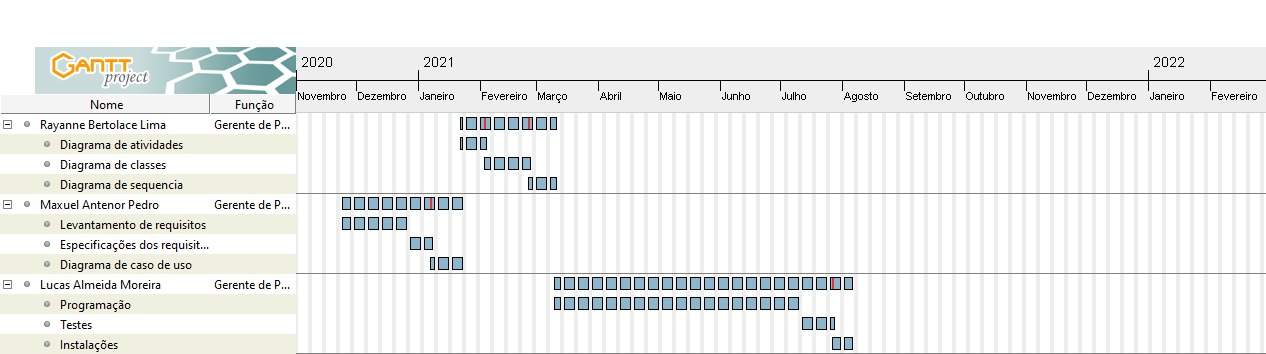 GANTT
project
2020 2021 2022
Novembro Dezembro Janeiro Fevereiro Março Abril Maio Junho Julho Agosto Setembro Outubro Novembro Dezembro Janeiro Fevereiro
Nome Função
Rayanne Bertolace Lima Gerente de P...
Diagrama de atividades
Diagrama de classes
Diagrama de sequencia
Maxuel Antenor Pedro Gerente de P...
Levantamento de requisitos
Especificações dos requisit...
Diagrama de caso de uso
Lucas Almeida Moreira Gerente de P...
Programação
Testes
Instalações